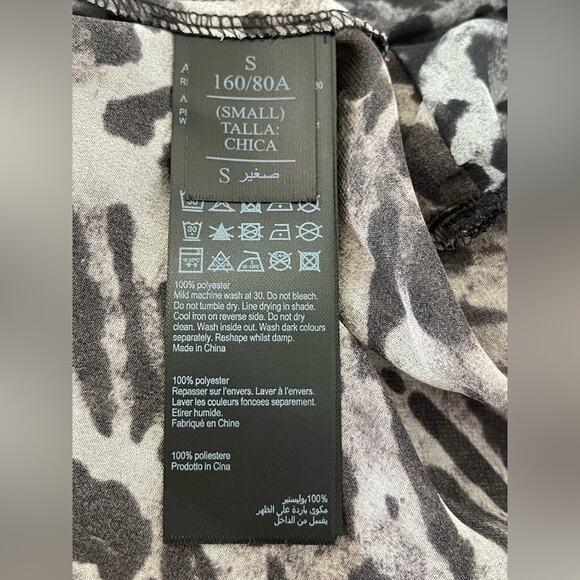 S
160/80A
(SMALL)
TALLA:
CHICA
S صغير
30
100% polyester
Mild machine wash at 30. Do not bleach.
Do not tumble dry. Line drying in shade.
Cool iron on reverse side. Do not dry
clean. Wash inside out. Wash dark colours
separately. Reshape whilst damp.
Made in China
100% polyester
Repasser sur l'envers. Laver à l'envers.
Laver les couleurs foncees separement.
Etirer humide.
Fabriqué en Chine
100% poliestere
Prodotto in Cina
100% بوليستير
مكوي باردة على الظهر
يغسل من الداخل